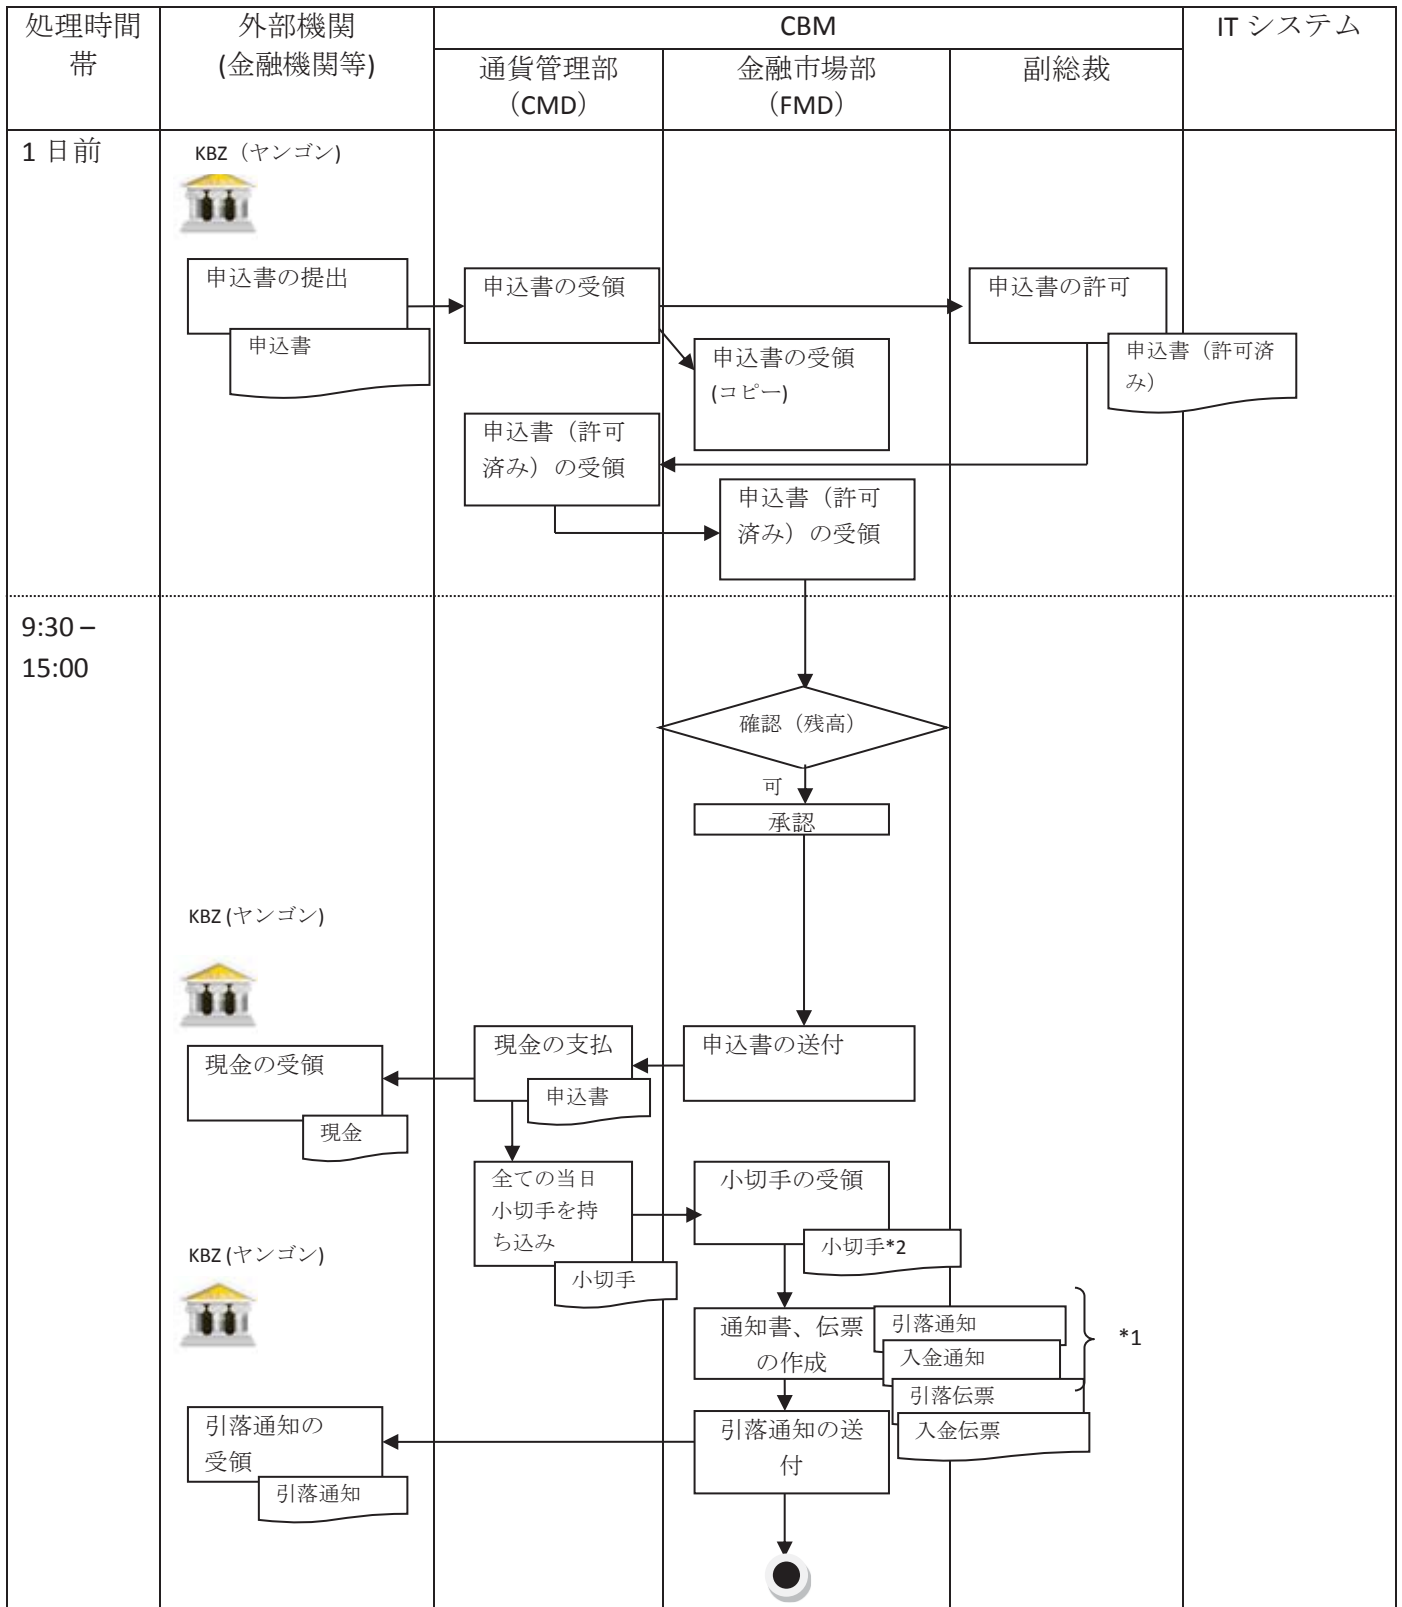 処理時間
帯
外部機関
(金融機関等)
CBM
IT システム
通貨管理部
（CMD）
金融市場部
（FMD）
副総裁
1 日前
KBZ（ヤンゴン)
申込書の提出
申込書
申込書の受領
申込書の許可
申込書（許可済
み）
申込書の受領
(コピー)
申込書（許可
済み）の受領
申込書（許可
済み）の受領
9:30 –
15:00
確認（残高）
可
承認
KBZ (ヤンゴン)
現金の受領
現金
現金の支払
申込書
申込書の送付
全ての当日
小切手を持
ち込み
小切手
小切手の受領
小切手*2
KBZ (ヤンゴン)
通知書、伝票
の作成
引落通知
入金通知
引落伝票
入金伝票
*1
引落通知の
受領
引落通知
引落通知の送
付